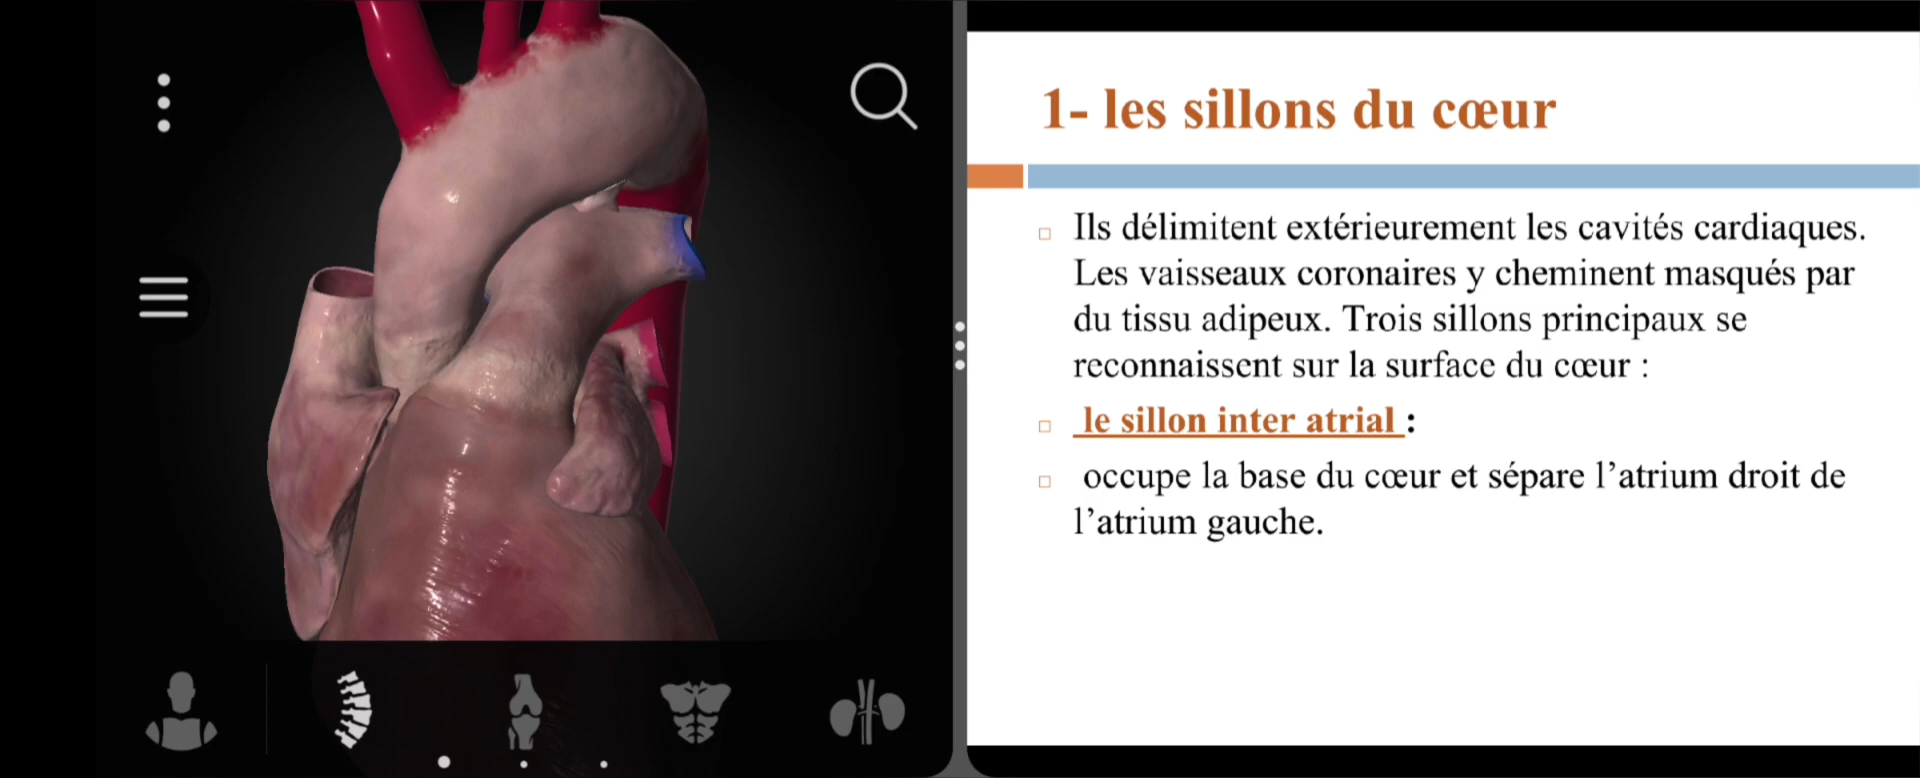 1- les sillons du cœur
Ils délimitent extérieurement les cavités cardiaques.
Les vaisseaux coronaires y cheminent masqués par
du tissu adipeux. Trois sillons principaux se
reconnaissent sur la surface du cœur :
le sillon inter atrial :
occupe la base du cœur et sépare l’atrium droit de
l’atrium gauche.